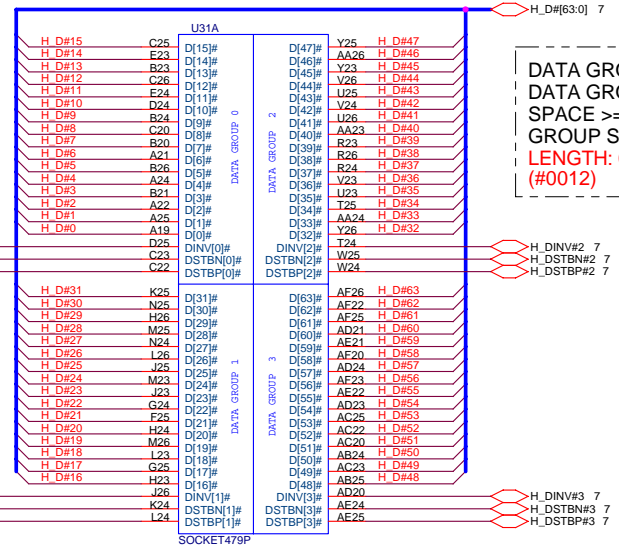 H_D#[63:0] 7
U31A
H_D#15 C25 D[15]# D[47]# Y25 H_D#47
H_D#14 E23 D[14]# D[46]# AA26 H_D#46
H_D#13 B23 D[13]# D[45]# Y23 H_D#45
H_D#12 C26 D[12]# D[44]# V26 H_D#44
H_D#11 E24 D[11]# D[43]# U25 H_D#43
H_D#10 D24 D[10]# D[42]# V24 H_D#42
H_D#9 B24 D[9]# D[41]# U26 H_D#41
H_D#8 C20 D[8]# D[40]# AA23 H_D#40
H_D#7 B20 D[7]# D[39]# R23 H_D#39
H_D#6 A21 D[6]# D[38]# R26 H_D#38
H_D#5 B26 D[5]# D[37]# R24 H_D#37
H_D#4 A24 D[4]# D[36]# V23 H_D#36
H_D#3 B21 D[3]# D[35]# U23 H_D#35
H_D#2 A22 D[2]# D[34]# T25 H_D#34
H_D#1 A25 D[1]# D[33]# AA24 H_D#33
H_D#0 A19 D[0]# D[32]# Y26 H_D#32
D25 DINV[0]# DINV[2]# T24 H_DINV#2 7
C23 DSTBN[0]# DSTBN[2]# W25 H_DSTBN#2 7
C22 DSTBP[0]# DSTBP[2]# W24 H_DSTBP#2 7
DATA GROUP 0
DATA GROUP 2
H_D#31 K25 D[31]# D[63]# AF26 H_D#63
H_D#30 N25 D[30]# D[62]# AF22 H_D#62
H_D#29 H26 D[29]# D[61]# AF25 H_D#61
H_D#28 M25 D[28]# D[60]# AD21 H_D#60
H_D#27 N24 D[27]# D[59]# AE21 H_D#59
H_D#26 L26 D[26]# D[58]# AF20 H_D#58
H_D#25 J25 D[25]# D[57]# AD24 H_D#57
H_D#24 M23 D[24]# D[56]# AF23 H_D#56
H_D#23 J23 D[23]# D[55]# AE22 H_D#55
H_D#22 G24 D[22]# D[54]# AD23 H_D#54
H_D#21 F25 D[21]# D[53]# AC25 H_D#53
H_D#20 H24 D[20]# D[52]# AC22 H_D#52
H_D#19 M26 D[19]# D[51]# AC20 H_D#51
H_D#18 L23 D[18]# D[50]# AB24 H_D#50
H_D#17 G25 D[17]# D[49]# AC23 H_D#49
H_D#16 H23 D[16]# D[48]# AB25 H_D#48
J26 DINV[1]# DINV[3]# AD20 H_DINV#3 7
K24 DSTBN[1]# DSTBN[3]# AE24 H_DSTBN#3 7
L24 DSTBP[1]# DSTBP[3]# AE25 H_DSTBP#3 7
DATA GROUP 1
DATA GROUP 3
SOCKET479P
DATA GRO
DATA GRO
SPACE >=
GROUP S
LENGTH:
(#0012)